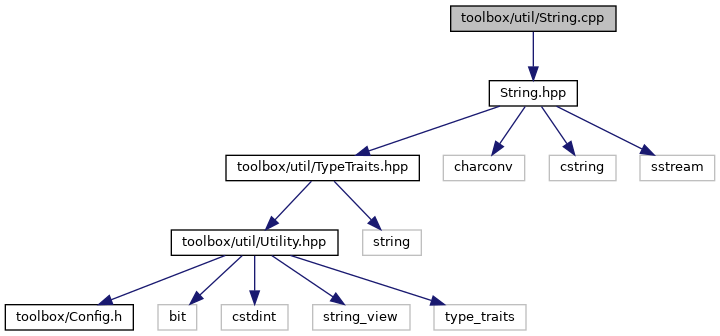 toolbox/util/String.cpp
String.hpp
toolbox/util/TypeTraits.hpp
charconv
cstring
sstream
toolbox/util/Utility.hpp
string
toolbox/Config.h
bit
cstdint
string_view
type_traits